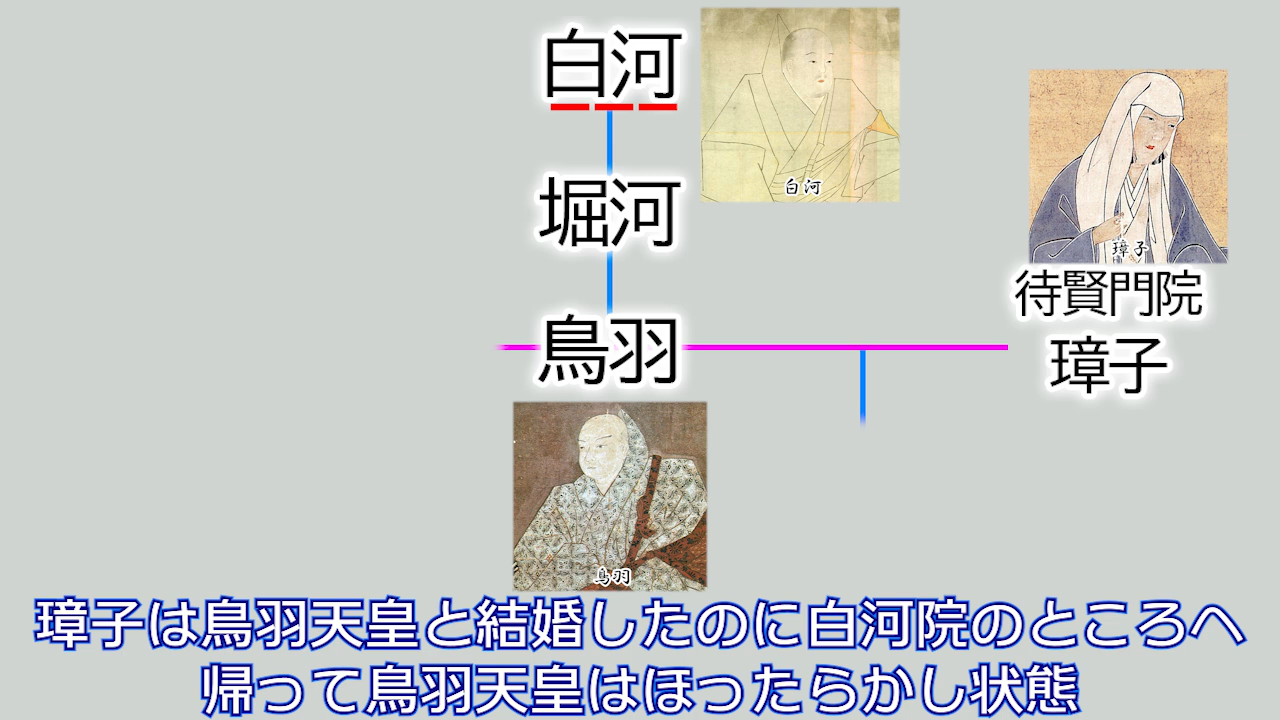 白河
白河
堀河
璋子
待賢門院
鳥羽
璋子
鳥羽
璋子は鳥羽天皇と結婚したのに白河院のところへ
帰って鳥羽天皇はほったらかし状態